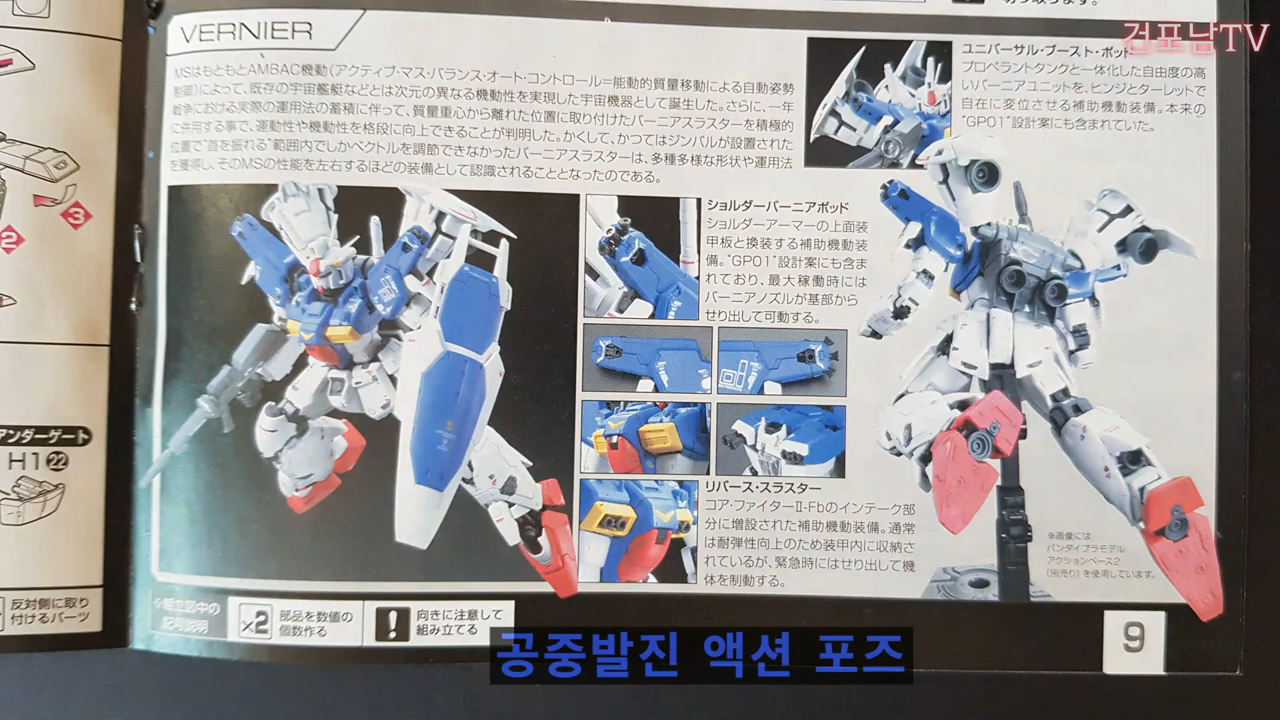 切り取ります。
건포남TV
VERNIER
MSはもともとAMBAC機動(アクティブ・マス・バランス・オート・コントロール=能動的質量移動による自動姿勢
制御)によって、既存の宇宙艦艇などとは次元の異なる機動性を実現した宇宙機器として誕生した。さらに、一年
戦争における実際の運用法の蓄積に伴って、質量重心から離れた位置に取り付けたバーニアスラスターを積極的
に併用する事で、運動性や機動性を格段に向上できることが判明した。かくして、かつてはジンバルが設置された
位置で"首を振れる"範囲内でしかベクトルを調節できなかったバーニアスラスターは、多種多様な形状や運用法
を獲得し、そのMSの性能を左右するほどの装備として認識されることとなったのである。
ユニバーサル・ブースト・ポッド
プロペラントタンクと一体化した自由度の高
いバーニアユニットを、ヒンジとターレットで
自在に変位させる補助機動装備。本来の
"GP01"設計案にも含まれていた。
ショルダーバーニアポッド
ショルダーアーマーの上面装
甲板と換装する補助機動装
備。"GP01"設計案にも含ま
れており、最大稼働時には
バーニアノズルが基部から
せり出して可動する。
リバース・スラスター
コア・ファイターⅡ-Fbのインテーク部
分に増設された補助機動装備。通常
は耐弾性向上のため装甲内に収納さ
れているが、緊急時にはせり出して機
体を制動する。
※画像には
バンダイプラモデル
アクションベース2
(別売り)を使用しています。
3
2
アンダーゲート
H1 22
反対側に取り
付けるパーツ
組立図中の
記号説明
×2
部品を数値の
個数作る
!
向きに注意して
組み立てる
9
공중발진 액션 포즈